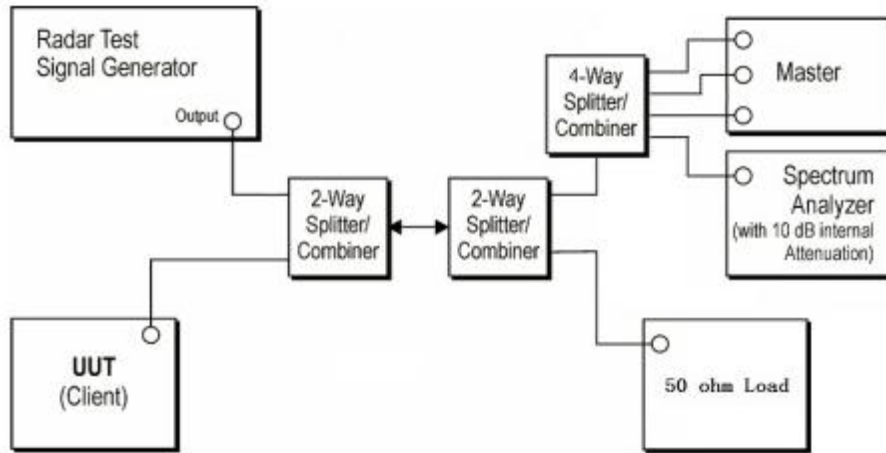 Radar Test
Signal Generator
Output
2-Way
Splitter/
Combiner
2-Way
Splitter/
Combiner
4-Way
Splitter/
Combiner
Master
Spectrum
Analyzer
(with 10 dB internal
Attenuation)
UUT
(Client)
50 ohm Load